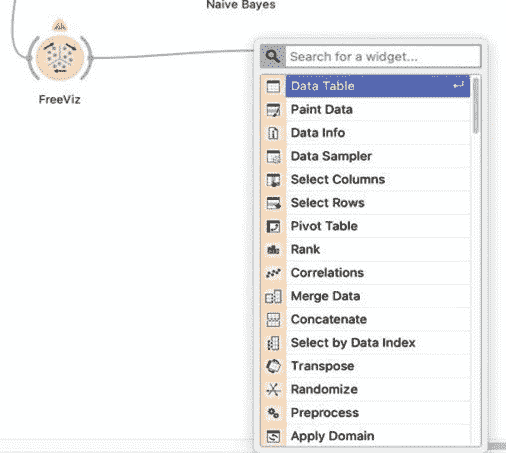 Naive Bayes
FreeViz
Search for a widget...
Data Table
Paint Data
Data Info
Data Sampler
Select Columns
Select Rows
Pivot Table
Rank
Correlations
Merge Data
Concatenate
Select by Data Index
Transpose
Randomize
Preprocess
Apply Domain